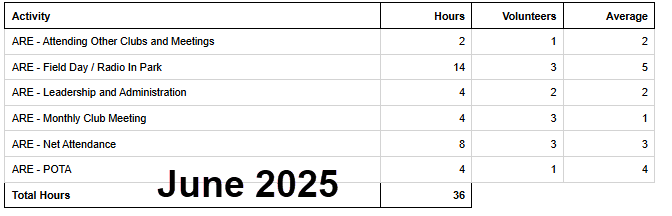 Activity Hours Volunteers Average
ARE - Attending Other Clubs and Meetings 2 1 2
ARE - Field Day / Radio In Park 14 3 5
ARE - Leadership and Administration 4 2 2
ARE - Monthly Club Meeting 4 3 1
ARE - Net Attendance 8 3 3
ARE - POTA 4 1 4
June 2025
Total Hours 36